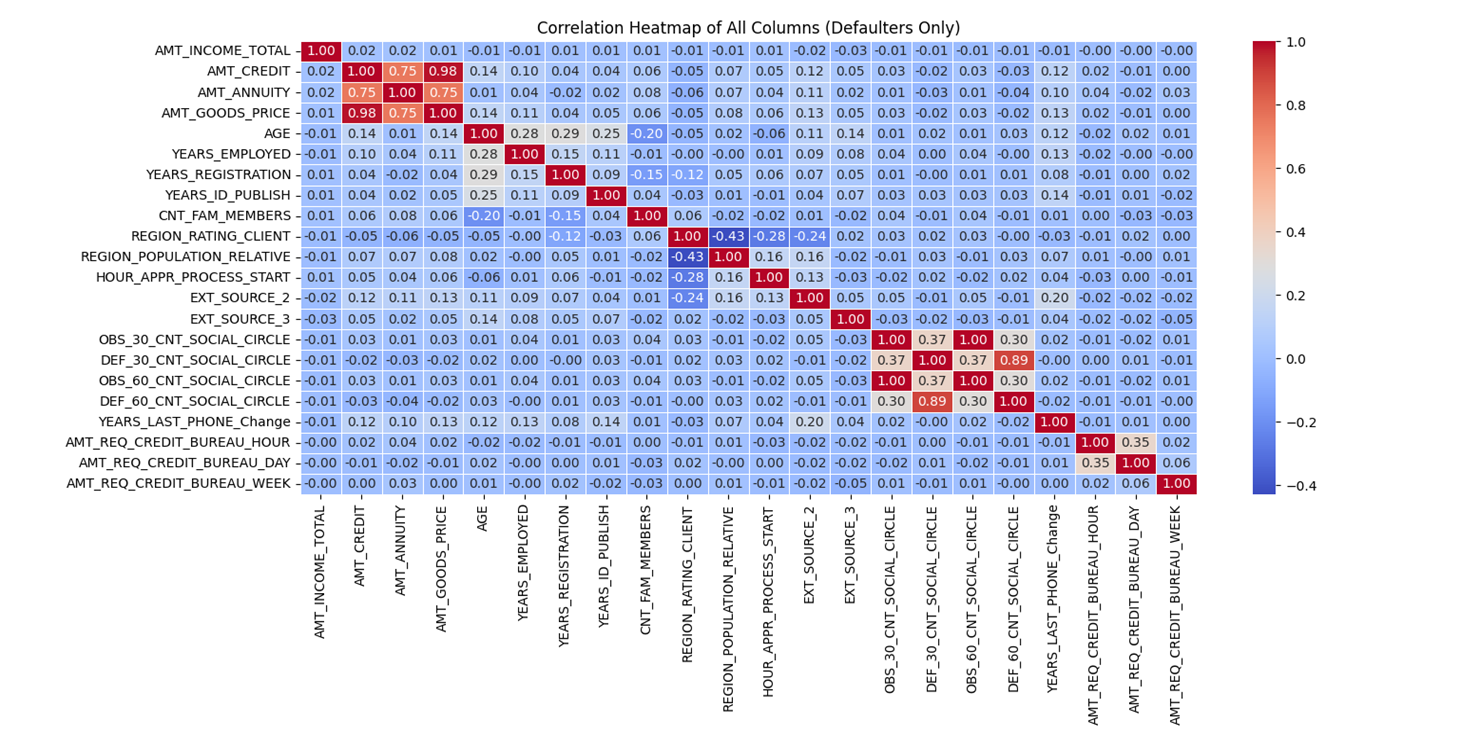 Correlation Heatmap of All Columns (Defaulters Only)
AMT_INCOME_TOTAL 1.00 0.02 0.02 0.01 -0.01 -0.01 0.01 0.01 0.01 -0.01 -0.01 0.01 -0.02 -0.03 -0.01 -0.01 -0.01 -0.01 -0.01 -0.00 -0.00 -0.00
AMT_CREDIT 0.02 1.00 0.75 0.98 0.14 0.10 0.04 0.04 0.06 -0.05 0.07 0.05 0.12 0.05 0.03 -0.02 0.03 -0.03 0.12 0.02 -0.01 0.00
AMT_ANNUITY 0.02 0.75 1.00 0.75 0.01 0.04 -0.02 0.02 0.08 -0.06 0.07 0.04 0.11 0.02 0.01 -0.03 0.01 -0.04 0.10 0.04 -0.02 0.03
AMT_GOODS_PRICE 0.01 0.98 0.75 1.00 0.14 0.11 0.04 0.05 0.06 -0.05 0.08 0.06 0.13 0.05 0.03 -0.02 0.03 -0.02 0.13 0.02 -0.01 0.00
AGE -0.01 0.14 0.01 0.14 1.00 0.28 0.29 0.25 -0.20 -0.05 0.02 -0.06 0.11 0.14 0.01 0.02 0.01 0.03 0.12 -0.02 0.02 0.01
YEARS_EMPLOYED -0.01 0.10 0.04 0.11 0.28 1.00 0.15 0.11 -0.01 -0.00 -0.00 0.01 0.09 0.08 0.04 0.00 0.04 -0.00 0.13 -0.02 -0.00 -0.00
YEARS_REGISTRATION 0.01 0.04 -0.02 0.04 0.29 0.15 1.00 0.09 -0.15 -0.12 0.05 0.06 0.07 0.05 0.01 -0.00 0.01 0.01 0.08 -0.01 0.00 0.02
YEARS_ID_PUBLISH 0.01 0.04 0.02 0.05 0.25 0.11 0.09 1.00 0.04 -0.03 0.01 -0.01 0.04 0.07 0.03 0.03 0.03 0.03 0.14 -0.01 0.01 -0.02
CNT_FAM_MEMBERS 0.01 0.06 0.08 0.06 -0.20 -0.01 -0.15 0.04 1.00 0.06 -0.02 -0.02 0.01 -0.02 0.04 -0.01 0.04 -0.01 0.01 0.00 -0.03 -0.03
REGION_RATING_CLIENT -0.01 -0.05 -0.06 -0.05 -0.05 -0.00 -0.12 -0.03 0.06 1.00 -0.43 -0.28 -0.24 0.02 0.03 0.02 0.03 -0.00 -0.03 -0.01 0.02 0.00
REGION_POPULATION_RELATIVE -0.01 0.07 0.07 0.08 0.02 -0.00 0.05 0.01 -0.02 -0.43 1.00 0.16 0.16 -0.02 -0.01 0.03 -0.01 0.03 0.07 0.01 -0.00 0.01
HOUR_APPR_PROCESS_START 0.01 0.05 0.04 0.06 -0.06 0.01 0.06 -0.01 -0.02 -0.28 0.16 1.00 0.13 -0.03 -0.02 0.02 -0.02 0.02 0.04 -0.03 0.00 -0.01
EXT_SOURCE_2 -0.02 0.12 0.11 0.13 0.11 0.09 0.07 0.04 0.01 -0.24 0.16 0.13 1.00 0.05 0.05 -0.01 0.05 -0.01 0.20 -0.02 -0.02 -0.02
EXT_SOURCE_3 -0.03 0.05 0.02 0.05 0.14 0.08 0.05 0.07 -0.02 0.02 -0.02 -0.03 0.05 1.00 -0.03 -0.02 -0.03 -0.01 0.04 -0.02 -0.02 -0.05
OBS_30_CNT_SOCIAL_CIRCLE -0.01 0.03 0.01 0.03 0.01 0.04 0.01 0.03 0.04 0.03 -0.01 -0.02 0.05 -0.03 1.00 0.37 1.00 0.30 0.02 -0.01 -0.02 0.01
DEF_30_CNT_SOCIAL_CIRCLE -0.01 -0.02 -0.03 -0.02 0.02 0.00 -0.00 0.03 -0.01 0.02 0.03 0.02 -0.01 -0.02 0.37 1.00 0.37 0.89 -0.00 0.00 0.01 -0.01
OBS_60_CNT_SOCIAL_CIRCLE -0.01 0.03 0.01 0.03 0.01 0.04 0.01 0.03 0.04 0.03 -0.01 -0.02 0.05 -0.03 1.00 0.37 1.00 0.30 0.02 -0.01 -0.02 0.01
DEF_60_CNT_SOCIAL_CIRCLE -0.01 -0.03 -0.04 -0.02 0.03 -0.00 0.01 0.03 -0.01 -0.00 0.03 0.02 -0.01 -0.01 0.30 0.89 0.30 1.00 -0.02 -0.01 -0.01 -0.00
YEARS_LAST_PHONE_Change -0.01 0.12 0.10 0.13 0.12 0.13 0.08 0.14 0.01 -0.03 0.07 0.04 0.20 0.04 0.02 -0.00 0.02 -0.02 1.00 -0.01 0.01 0.00
AMT_REQ_CREDIT_BUREAU_HOUR -0.00 0.02 0.04 0.02 -0.02 -0.02 -0.01 -0.01 0.00 -0.01 0.01 -0.03 -0.02 -0.02 -0.01 0.00 -0.01 -0.01 -0.01 1.00 0.35 0.02
AMT_REQ_CREDIT_BUREAU_DAY -0.00 -0.01 -0.02 -0.01 0.02 -0.00 0.00 0.01 -0.03 0.02 -0.00 0.00 -0.02 -0.02 -0.02 0.01 -0.02 -0.01 0.01 0.35 1.00 0.06
AMT_REQ_CREDIT_BUREAU_WEEK -0.00 0.00 0.03 0.00 0.01 -0.00 0.02 -0.02 -0.03 0.00 0.01 -0.01 -0.02 -0.05 0.01 -0.01 0.01 -0.00 0.00 0.02 0.06 1.00
AMT_INCOME_TOTAL
AMT_CREDIT
AMT_ANNUITY
AMT_GOODS_PRICE
AGE
YEARS_EMPLOYED
YEARS_REGISTRATION
YEARS_ID_PUBLISH
CNT_FAM_MEMBERS
REGION_RATING_CLIENT
REGION_POPULATION_RELATIVE
HOUR_APPR_PROCESS_START
EXT_SOURCE_2
EXT_SOURCE_3
OBS_30_CNT_SOCIAL_CIRCLE
DEF_30_CNT_SOCIAL_CIRCLE
OBS_60_CNT_SOCIAL_CIRCLE
DEF_60_CNT_SOCIAL_CIRCLE
YEARS_LAST_PHONE_Change
AMT_REQ_CREDIT_BUREAU_HOUR
AMT_REQ_CREDIT_BUREAU_DAY
AMT_REQ_CREDIT_BUREAU_WEEK
1.0
0.8
0.6
0.4
0.2
0.0
−0.2
−0.4